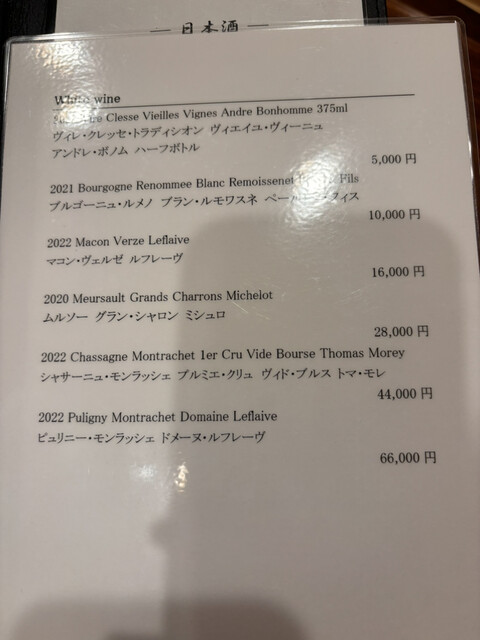 ― 日本酒 ―
White wine
Clesse Vieilles Vignes Andre Bonhomme 375ml
ヴィレ・クレッセ・トラディシオン ヴィエイユ・ヴィーニュ
アンドレ・ボノム ハーフボトル
5,000 円
2021 Bourgogne Renommee Blanc Remoissenet Fils
ブルゴーニュ・ルメノ ブラン・ルモワスネ ペール フィス
10,000 円
2022 Macon Verze Leflaive
マコン・ヴェルゼ ルフレーヴ
16,000 円
2020 Meursault Grands Charrons Michelot
ムルソー グラン・シャロン ミシュロ
28,000 円
2022 Chassagne Montrachet 1er Cru Vide Bourse Thomas Morey
シャサーニュ・モンラッシェ プルミエ・クリュ ヴィド・ブルス トマ・モレ
44,000 円
2022 Puligny Montrachet Domaine Leflaive
ピュリニー・モンラッシェ ドメーヌ・ルフレーヴ
66,000 円